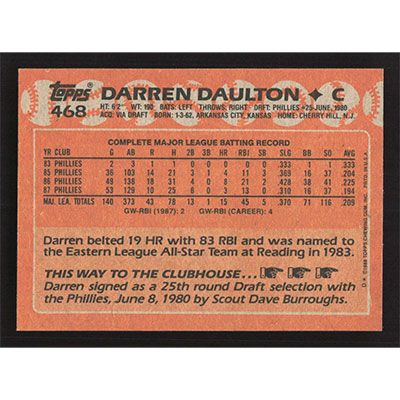 Topps
468
DARREN DAULTON ✦ C
HT: 6'2" WT: 190 BATS: LEFT THROWS: RIGHT DRAFT: PHILLIES #25-JUNE, 1980
ACQ: VIA DRAFT BORN: 1-3-62, ARKANSAS CITY, KANSAS HOME: CHERRY HILL, N.J.
COMPLETE MAJOR LEAGUE BATTING RECORD
YR CLUB G AB R H 2B 3B HR RBI SB SLG BB SO AVG
83 PHILLIES 2 3 1 1 0 0 0 0 0 .333 1 1 .333
85 PHILLIES 36 103 14 21 3 1 4 11 3 .369 16 37 .204
86 PHILLIES 49 138 18 31 4 0 8 21 2 .428 38 41 .225
87 PHILLIES 53 129 10 25 6 0 3 13 0 .310 16 37 .194
MAJ. LEA. TOTALS 140 373 43 78 13 1 15 45 5 .370 71 116 .209
GW-RBI (1987): 2 GW-RBI (CAREER): 4
Darren belted 19 HR with 83 RBI and was named to
the Eastern League All-Star Team at Reading in 1983.
THIS WAY TO THE CLUBHOUSE...
Darren signed as a 25th round Draft selection with
the Phillies, June 8, 1980 by Scout Dave Burroughs.
© 1988 TOPPS CHEWING GUM, INC. PRTD. IN U.S.A.